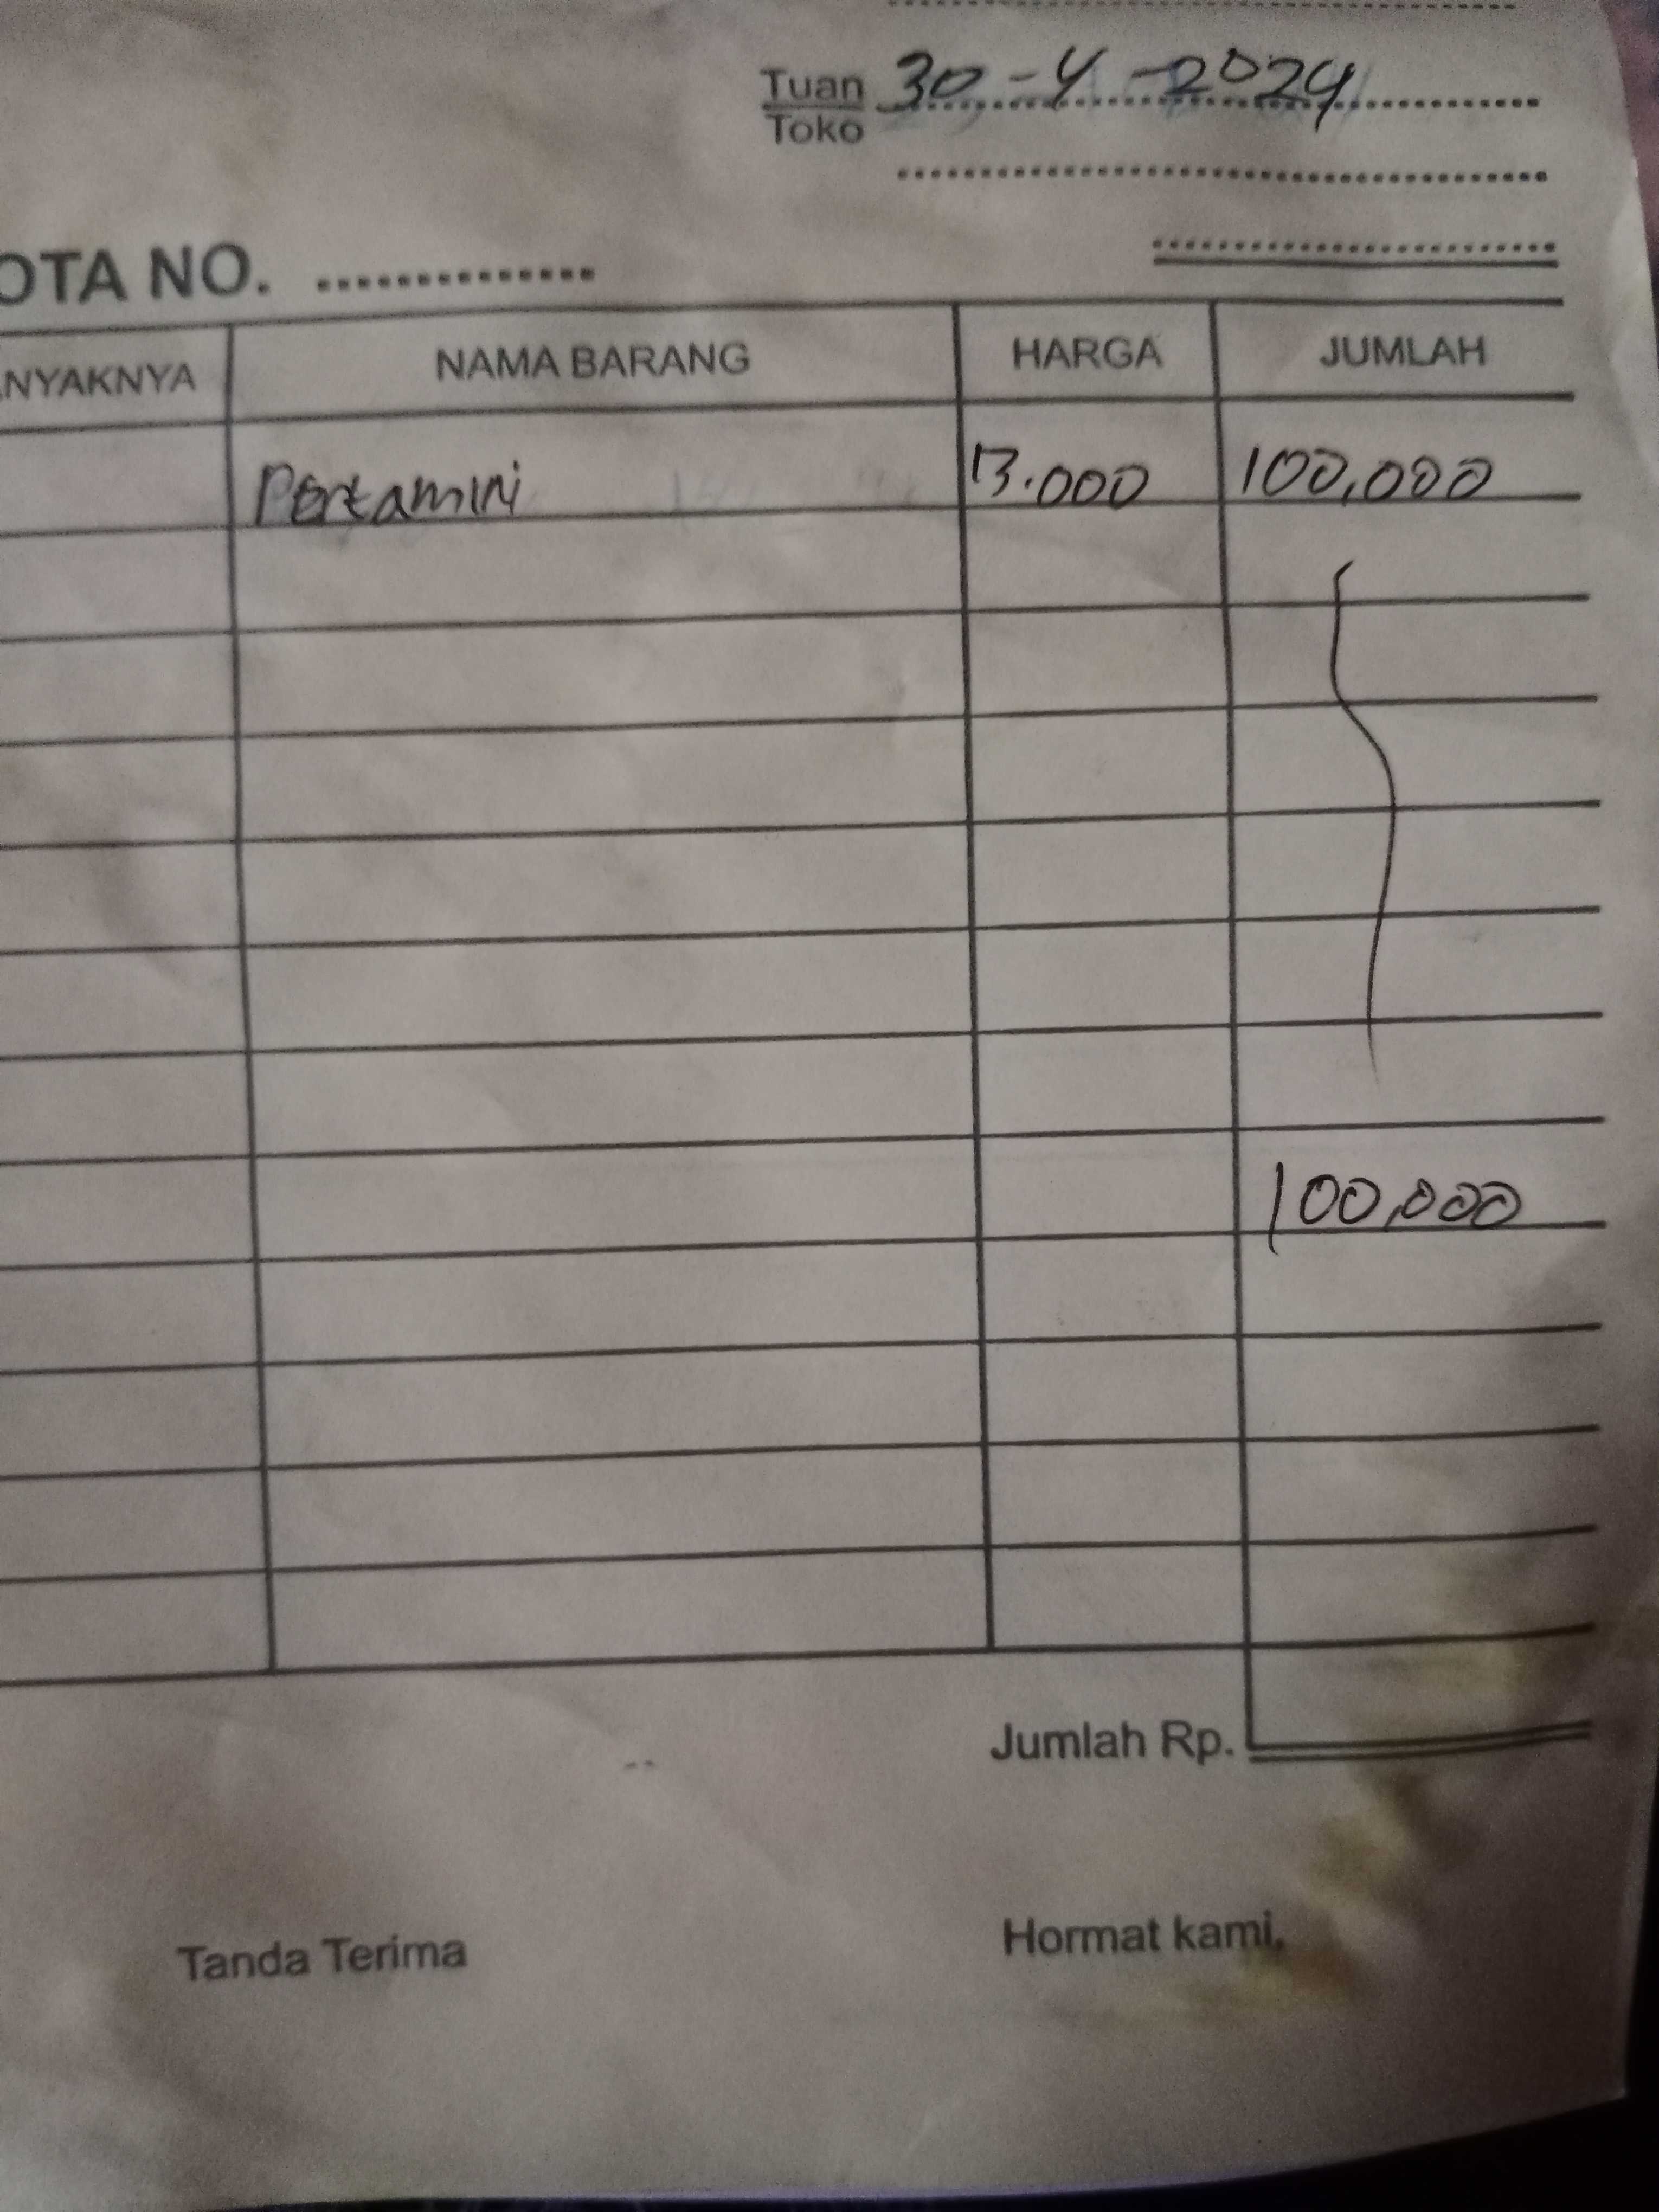 Tuan 30-4-2024
Toko
OTA NO. ..............
NYAKNYA NAMA BARANG HARGA JUMLAH
Pertamini 13.000 100,000
100,000
Jumlah Rp.
Tanda Terima Hormat kami,